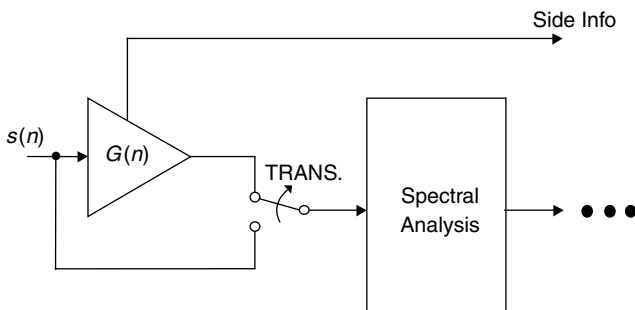 Side Info
s(n)
G(n)
TRANS.
Spectral
Analysis